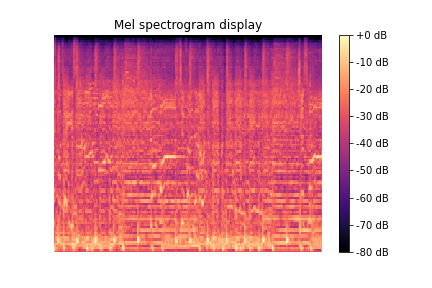 Mel spectrogram display
+0 dB
-10 dB
-20 dB
-30 dB
-40 dB
-50 dB
-60 dB
-70 dB
-80 dB